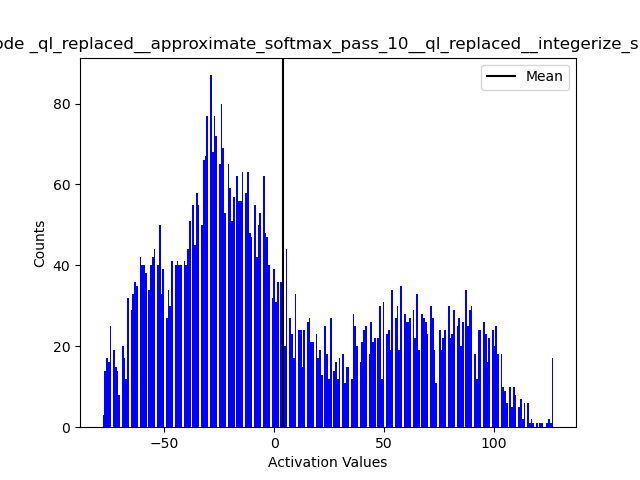 ode _ql_replaced__approximate_softmax_pass_10__ql_replaced__integerize_s
Mean
Counts
80
60
40
20
0
−50
0
50
100
Activation Values